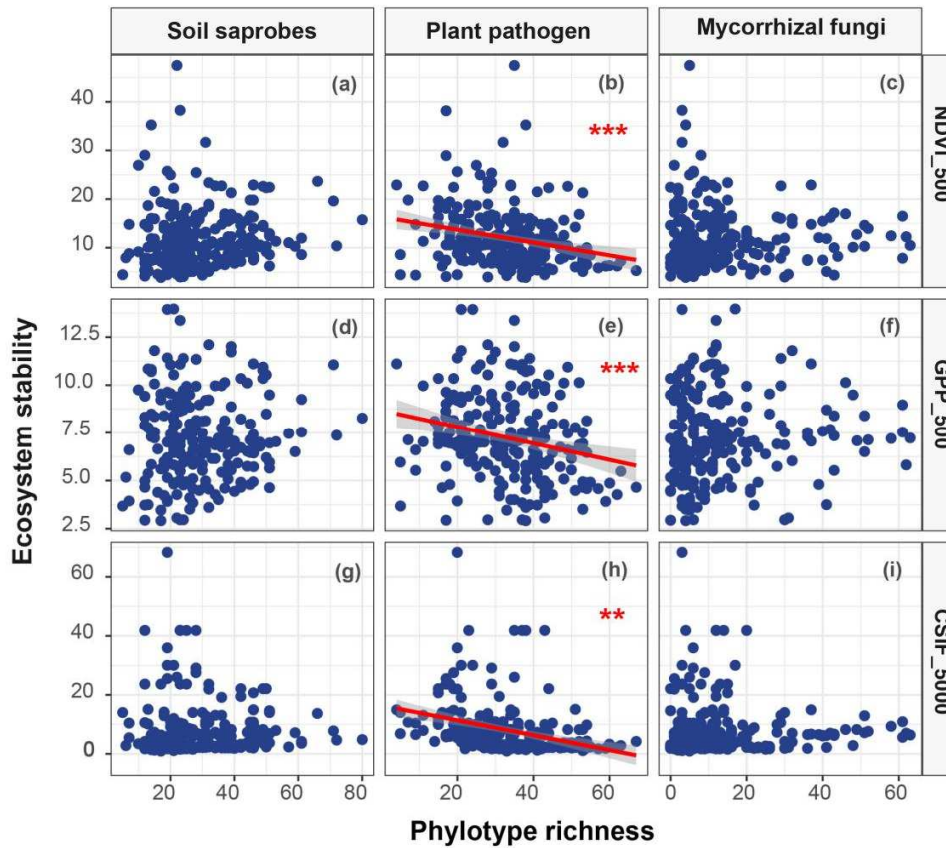 Soil saprobes
Plant pathogen
Mycorrhizal fungi
(a)
(b)
(c)
***
40
30
20
10
NDVI_500
(d)
(e)
(f)
***
12.5
10.0
7.5
5.0
2.5
GPP_500
(g)
(h)
(i)
**
60
40
20
0
CSIF_5000
20 40 60 80
20 40 60
0 20 40 60
Ecosystem stability
Phylotype richness